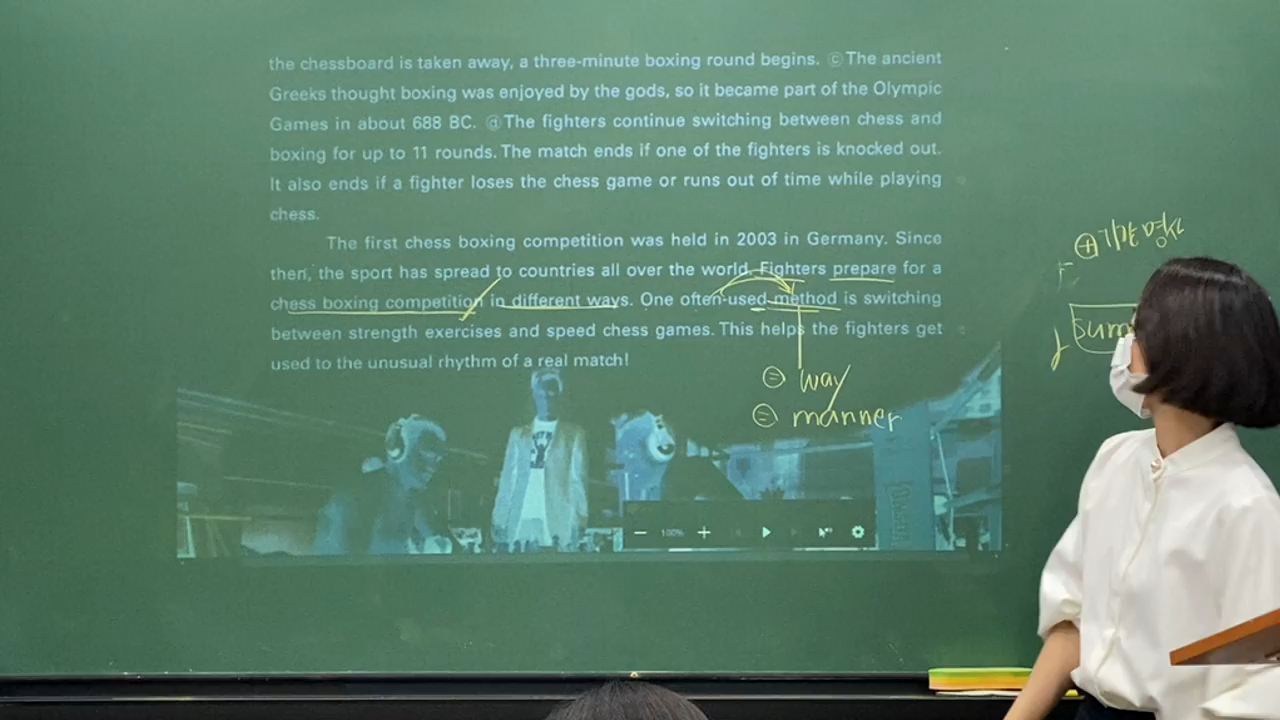 the chessboard is taken away, a three-minute boxing round begins. ⓒThe ancient
Greeks thought boxing was enjoyed by the gods, so it became part of the Olympic
Games in about 688 BC. ⓓThe fighters continue switching between chess and
boxing for up to 11 rounds. The match ends if one of the fighters is knocked out.
It also ends if a fighter loses the chess game or runs out of time while playing
chess.
The first chess boxing competition was held in 2003 in Germany. Since
then, the sport has spread to countries all over the world. Fighters prepare for a
chess boxing competition in different ways. One often-used method is switching
between strength exercises and speed chess games. This helps the fighters get
used to the unusual rhythm of a real match!
⊕
sum
⊜ way
⊜ manner
100%